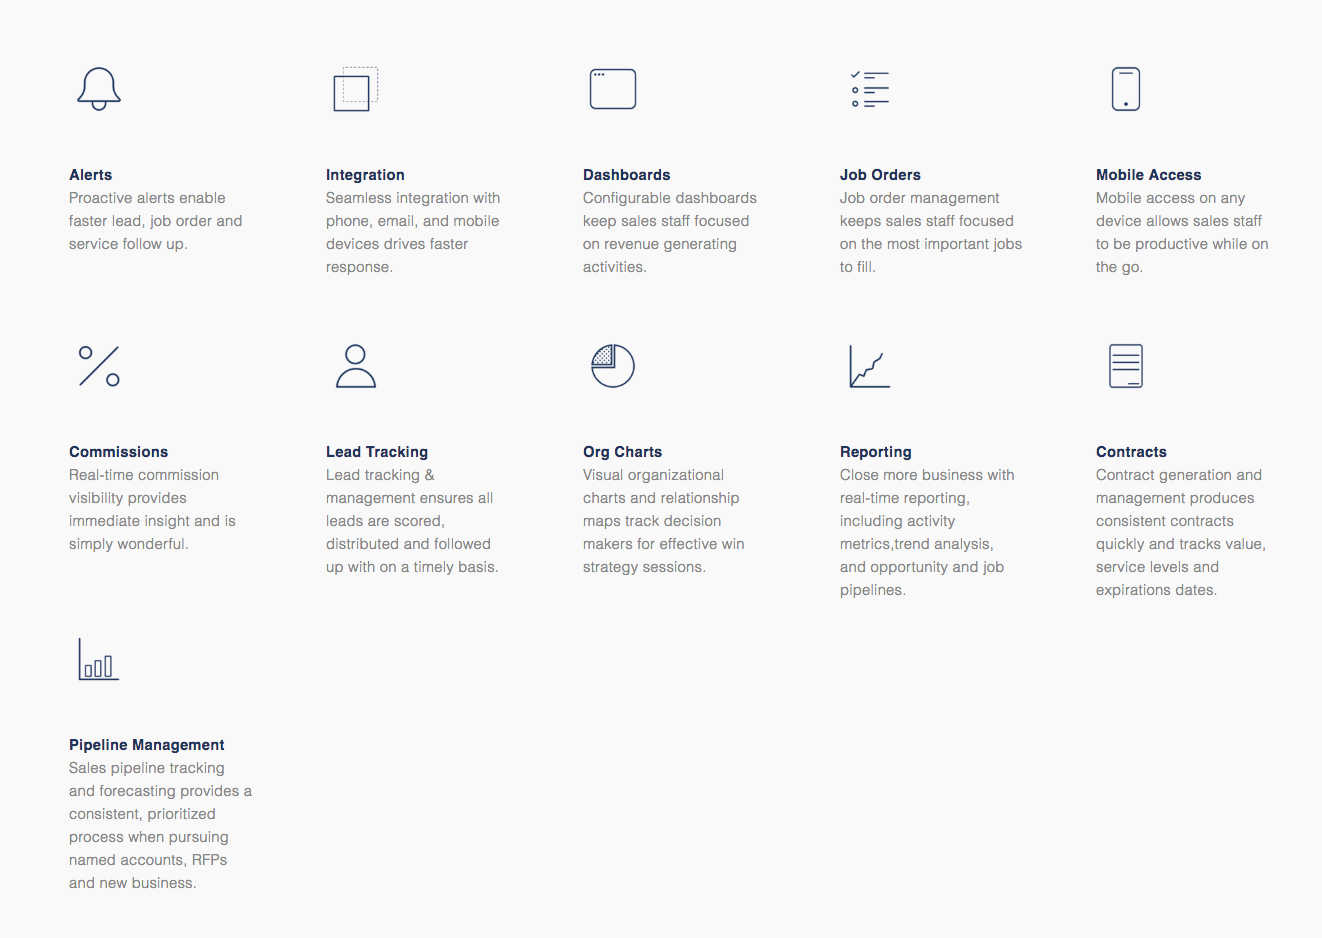 Alerts
Proactive alerts enable
faster lead, job order and
service follow up.
Integration
Seamless integration with
phone, email, and mobile
devices drives faster
response.
Dashboards
Configurable dashboards
keep sales staff focused
on revenue generating
activities.
Job Orders
Job order management
keeps sales staff focused
on the most important jobs
to fill.
Mobile Access
Mobile access on any
device allows sales staff
to be productive while on
the go.
Commissions
Real-time commission
visibility provides
immediate insight and is
simply wonderful.
Lead Tracking
Lead tracking &
management ensures all
leads are scored,
distributed and followed
up with on a timely basis.
Org Charts
Visual organizational
charts and relationship
maps track decision
makers for effective win
strategy sessions.
Reporting
Close more business with
real-time reporting,
including activity
metrics,trend analysis,
and opportunity and job
pipelines.
Contracts
Contract generation and
management produces
consistent contracts
quickly and tracks value,
service levels and
expirations dates.
Pipeline Management
Sales pipeline tracking
and forecasting provides a
consistent, prioritized
process when pursuing
named accounts, RFPs
and new business.